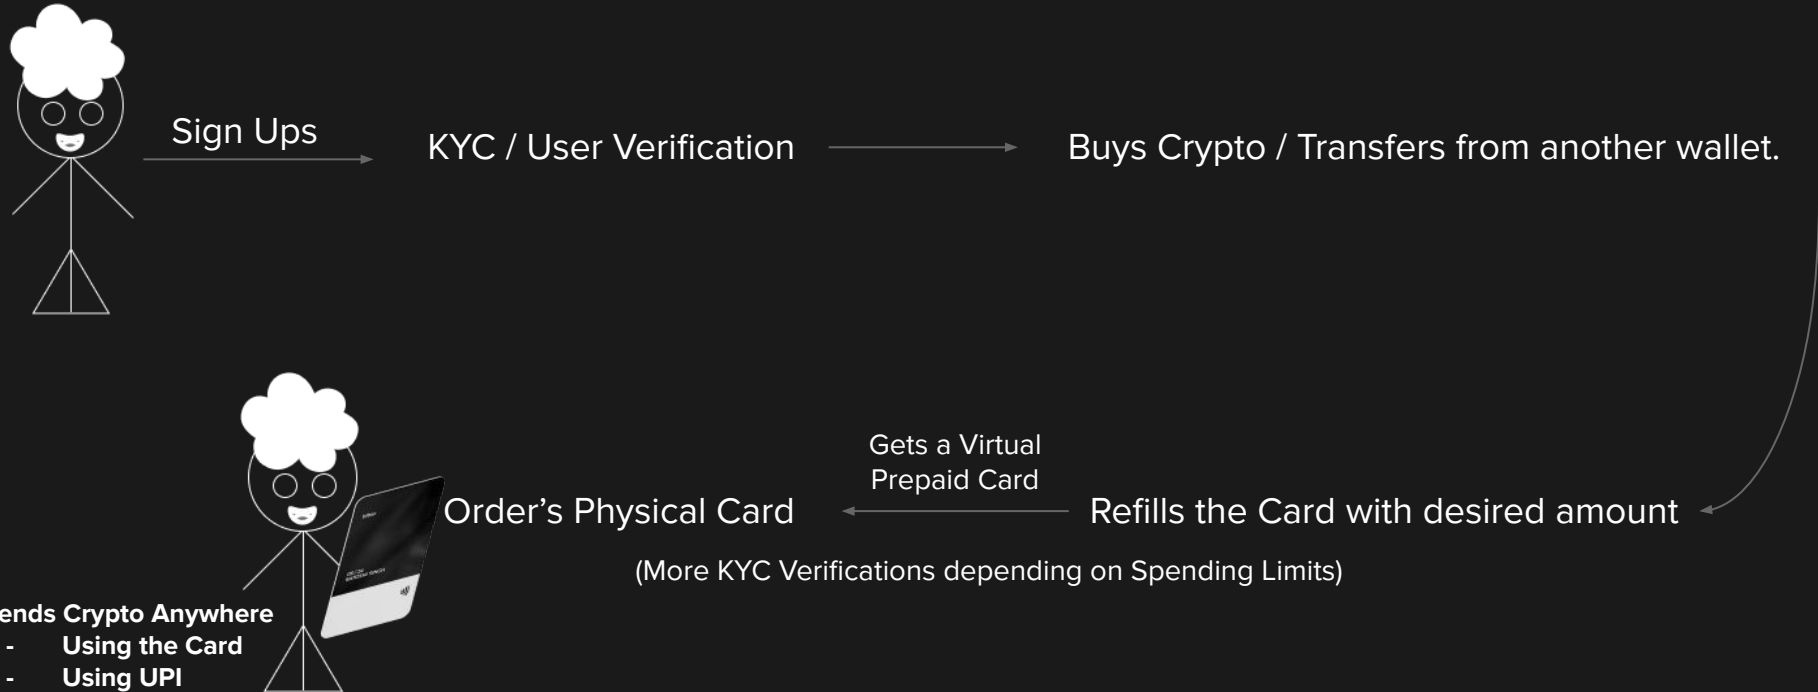 Sign Ups
KYC / User Verification
Buys Crypto / Transfers from another wallet.
Gets a Virtual
Prepaid Card
Order's Physical Card
Refills the Card with desired amount
(More KYC Verifications depending on Spending Limits)
ends Crypto Anywhere
- Using the Card
- Using UPI